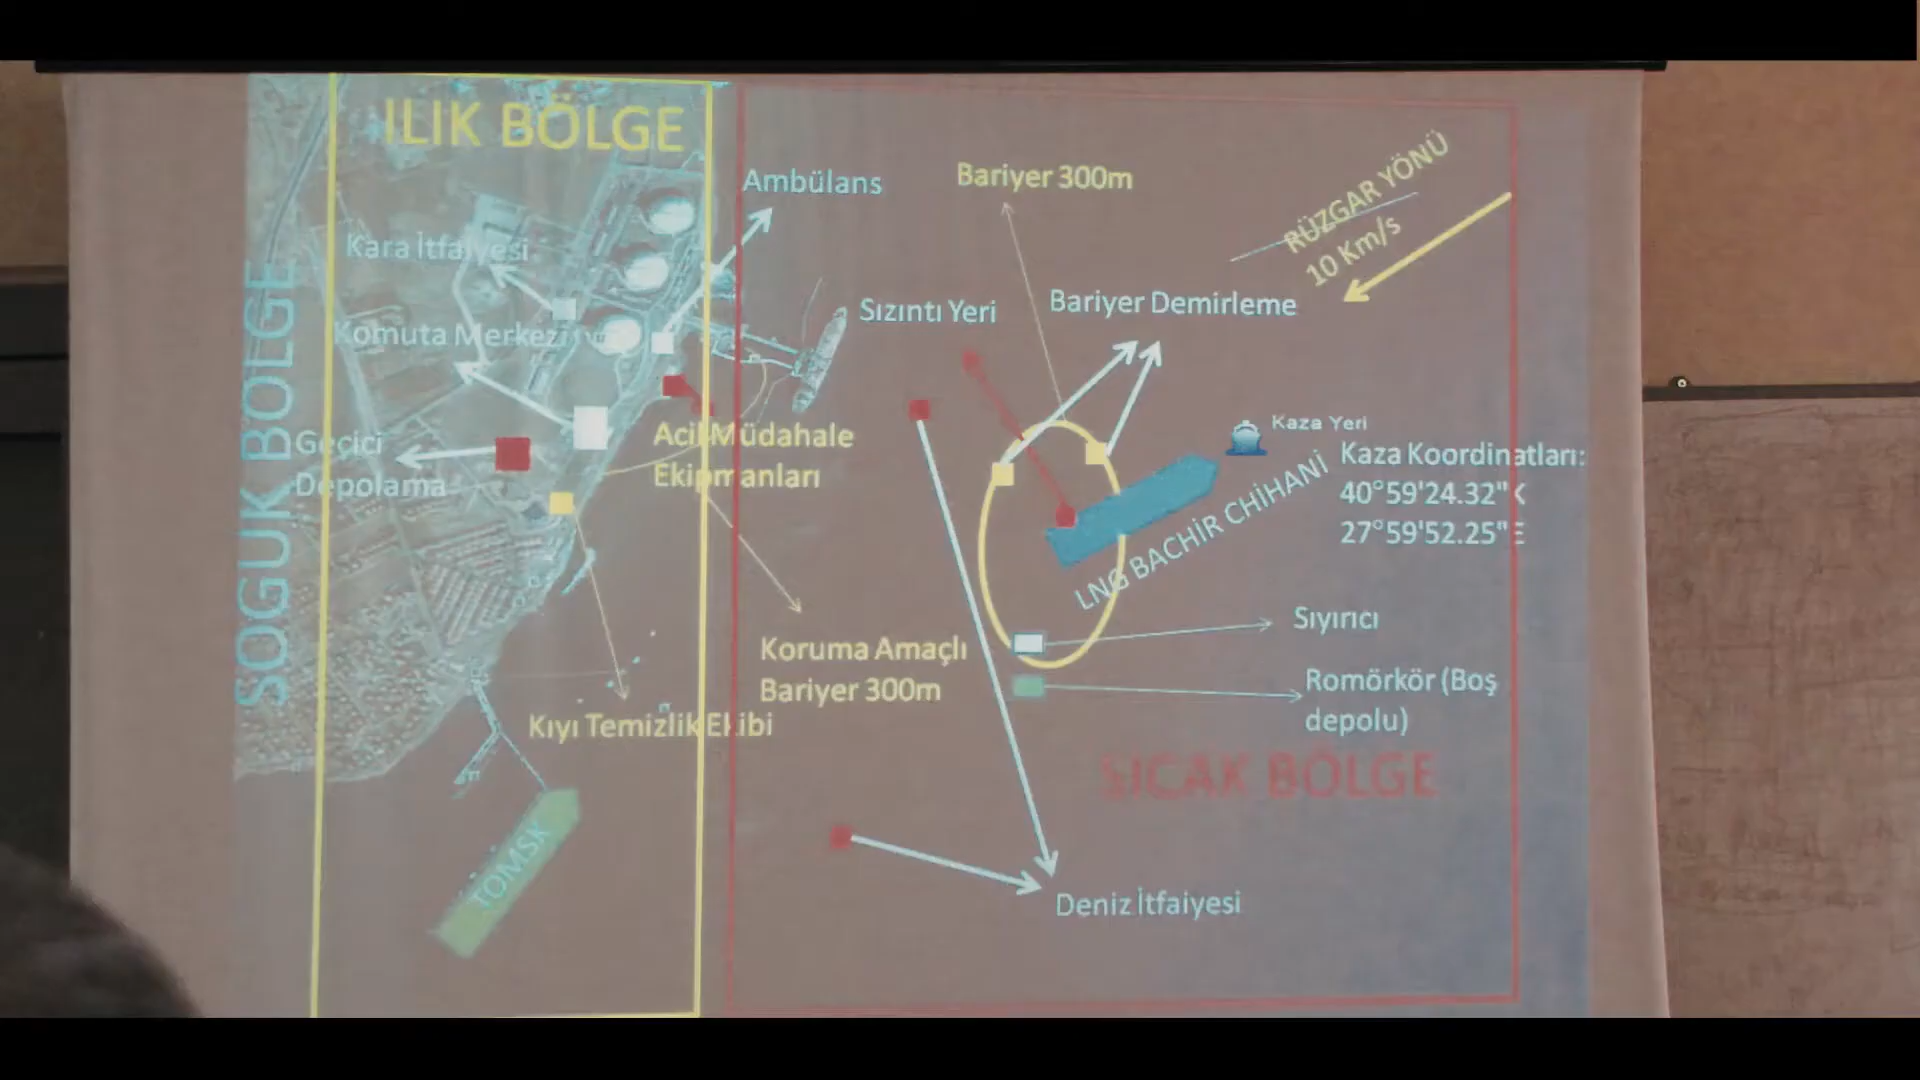 ILIK BÖLGE
SOĞUK BÖLGE
Kara İtfaiyesi
Komuta Merkezi
Geçici
Depolama
Ambülans
Bariyer 300m
RÜZGAR YÖNÜ
10 Km/s
Sızıntı Yeri
Bariyer Demirleme
Acil Müdahale
Ekipmanları
Kaza Yeri
Kaza Koordinatları:
40°59'24.32"K
27°59'52.25"E
LNG BACHİR CHİHANİ
Sıyırıcı
Koruma Amaçlı
Bariyer 300m
Romörkör (Boş
depolu)
Kıyı Temizlik Ekibi
SICAK BÖLGE
TOMSK
Deniz İtfaiyesi